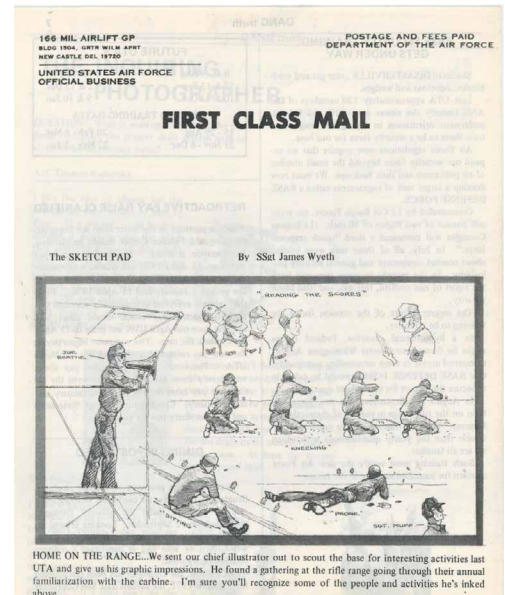 166 MIL AIRLIFT GP
BLDG 1504, GRTR WILM APRT
NEW CASTLE DEL 19720
UNITED STATES AIR FORCE
OFFICIAL BUSINESS
POSTAGE AND FEES PAID
DEPARTMENT OF THE AIR FORCE
FIRST CLASS MAIL
The SKETCH PAD By SSgt James Wyeth
"READING THE SCORES"
JOE
BEATTIE
"KNEELING"
"SITTING"
"PRONE"
SGT. MUFF
HOME ON THE RANGE...We sent our chief illustrator out to scout the base for interesting activities last
UTA and give us his graphic impressions. He found a gathering at the rifle range going through their annual
familiarization with the carbine. I'm sure you'll recognize some of the people and activities he's inked
above.